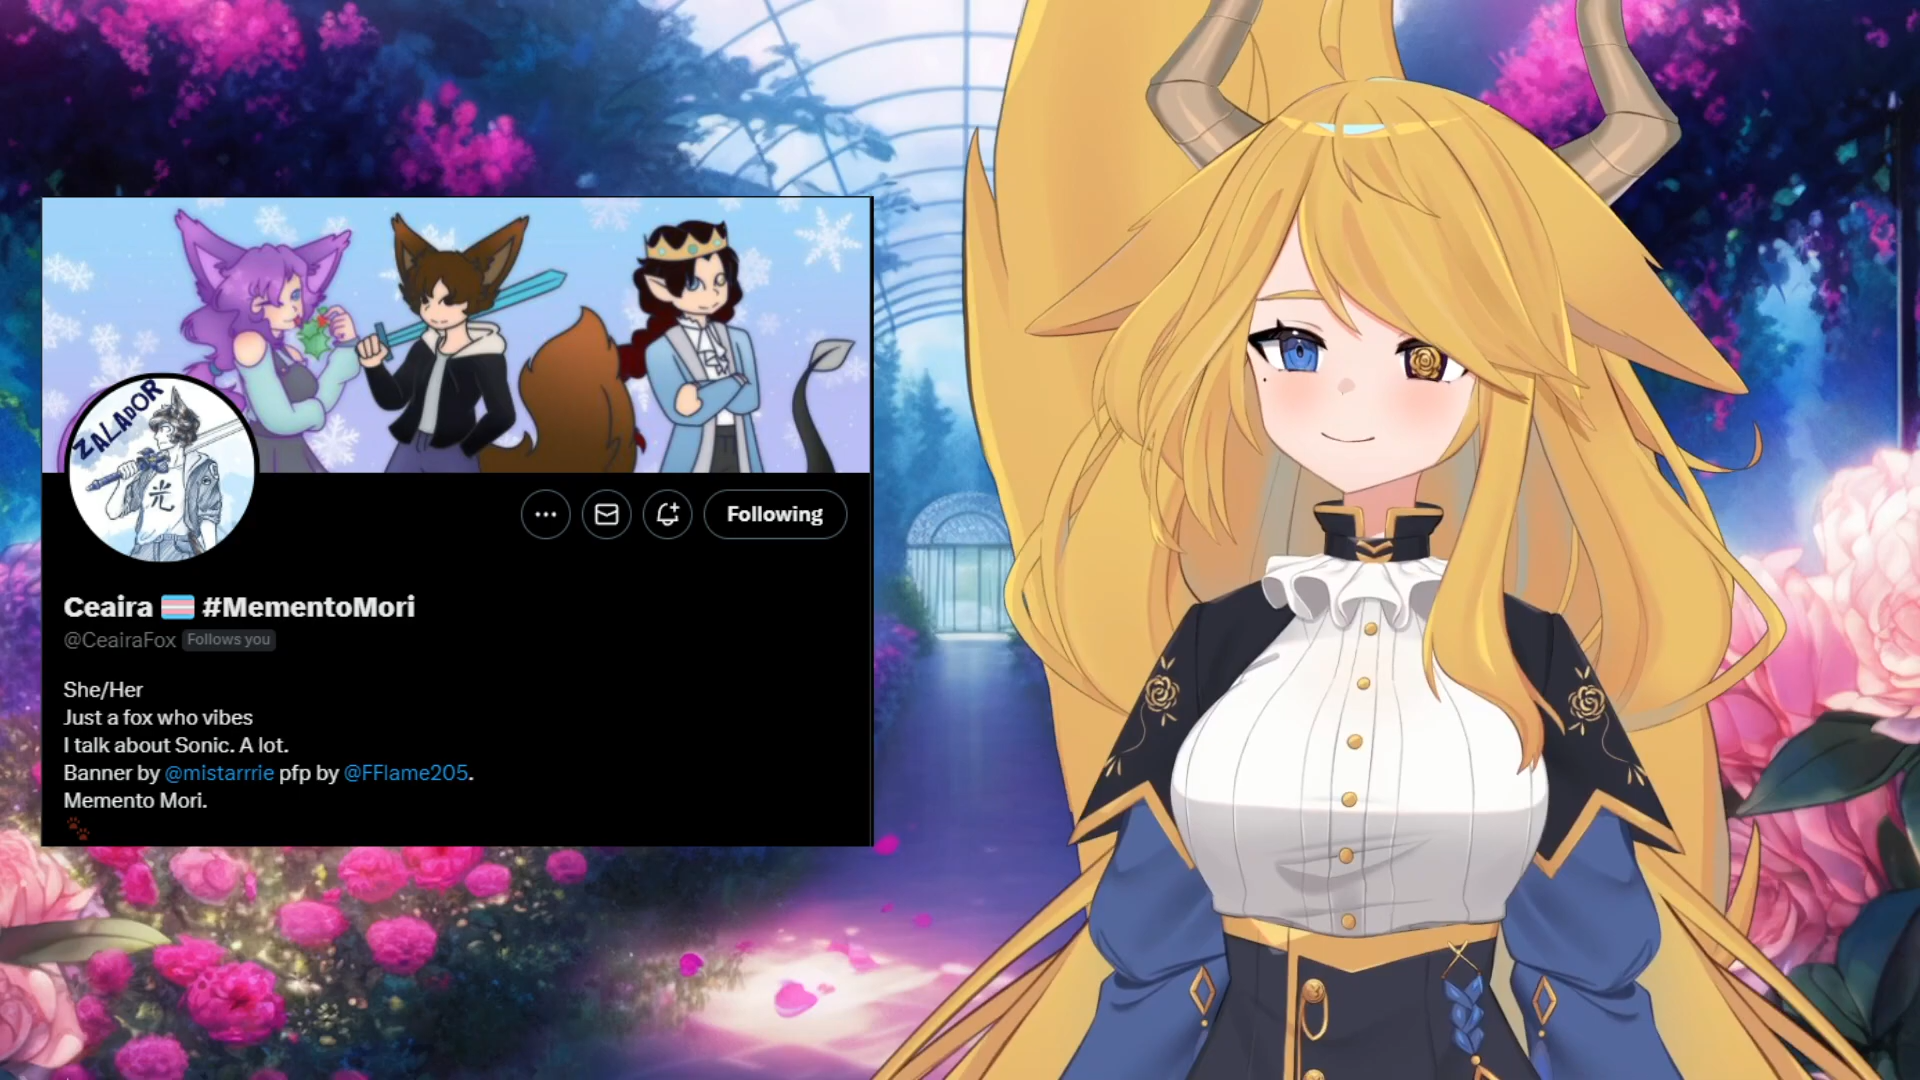 ZALADOR
光
Following
Ceaira #MementoMori
@CeairaFox Follows you
She/Her
Just a fox who vibes
I talk about Sonic. A lot.
Banner by @mistarrrie pfp by @FFlame205.
Memento Mori.